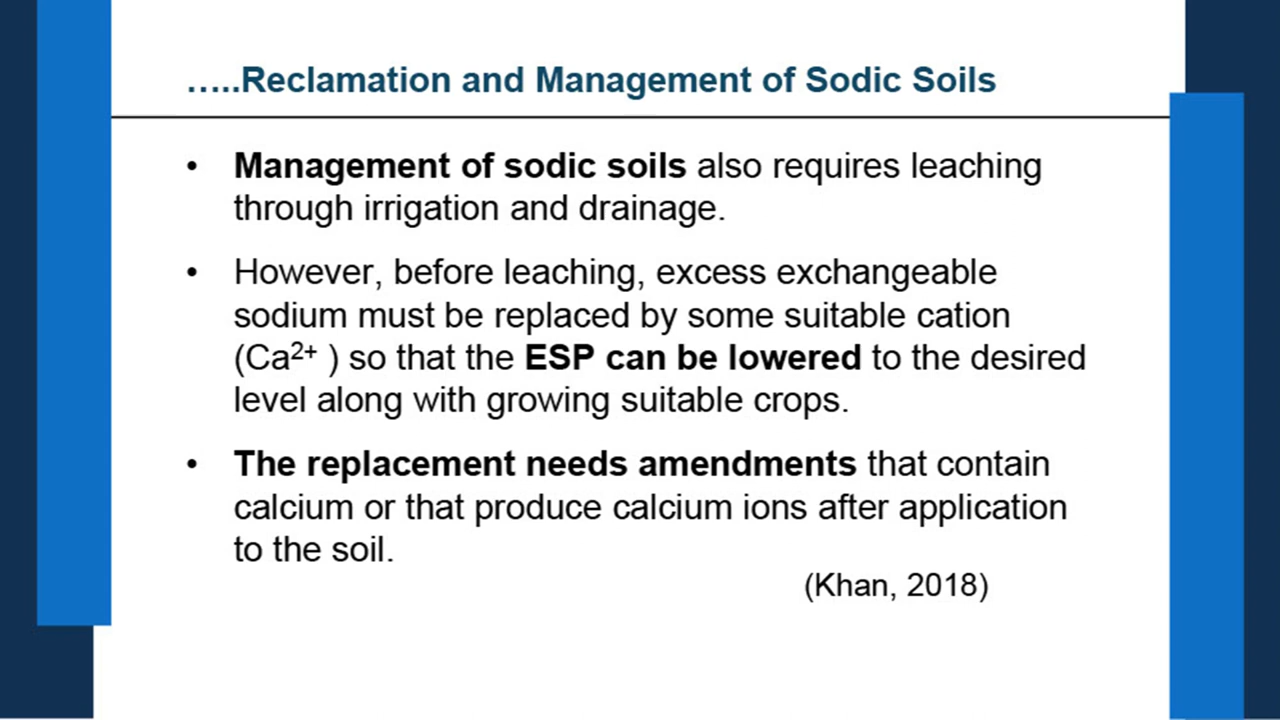 …..Reclamation and Management of Sodic Soils
• Management of sodic soils also requires leaching
through irrigation and drainage.
• However, before leaching, excess exchangeable
sodium must be replaced by some suitable cation
(Ca²⁺ ) so that the ESP can be lowered to the desired
level along with growing suitable crops.
• The replacement needs amendments that contain
calcium or that produce calcium ions after application
to the soil.
(Khan, 2018)